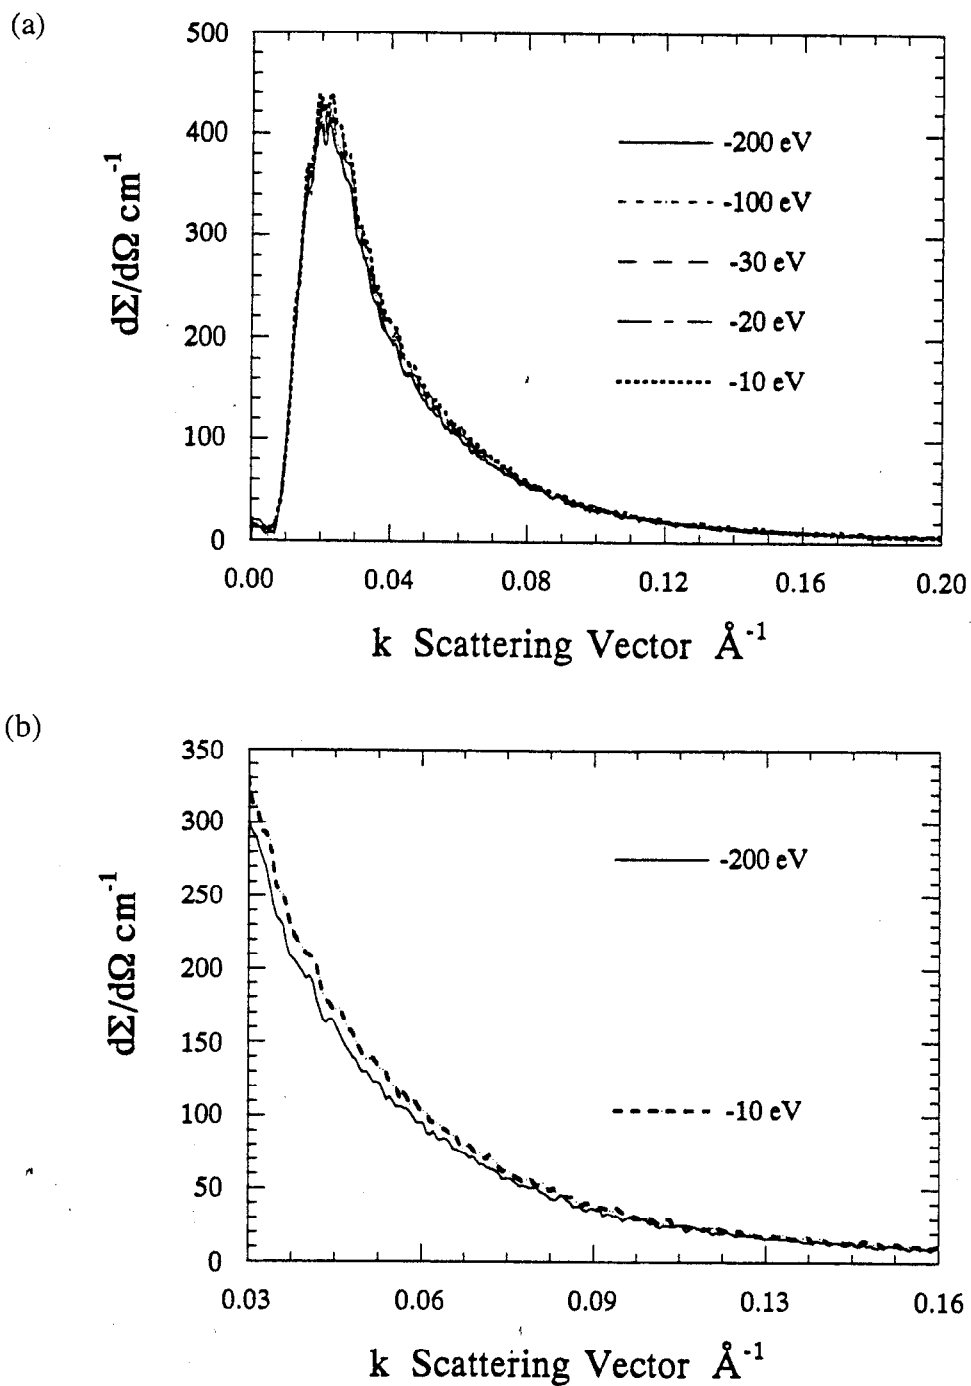 (a)
500
400
300
200
100
0
dΣ/dΩ cm⁻¹
-200 eV
-100 eV
-30 eV
-20 eV
-10 eV
0.00 0.04 0.08 0.12 0.16 0.20
k Scattering Vector Å⁻¹
(b)
350
300
250
200
150
100
50
0
dΣ/dΩ cm⁻¹
-200 eV
-10 eV
0.03 0.06 0.09 0.13 0.16
k Scattering Vector Å⁻¹